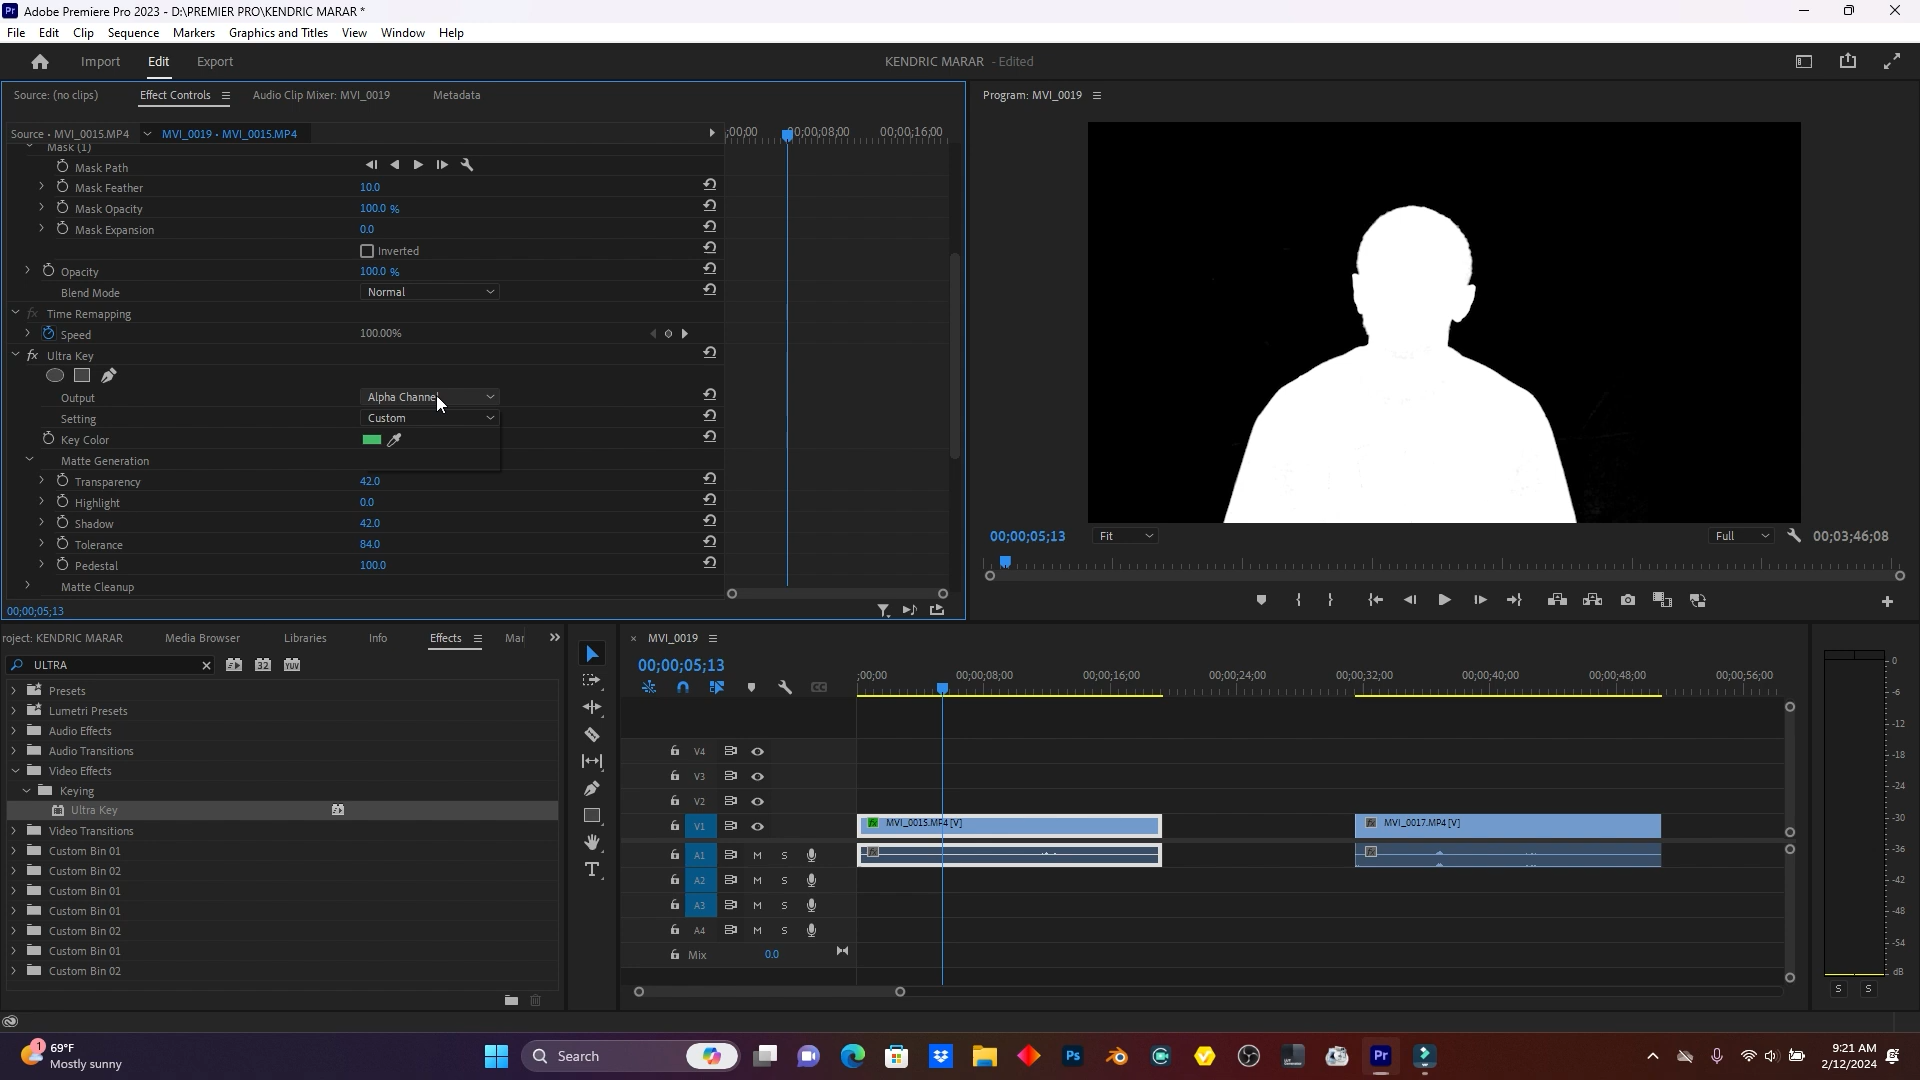 Pr Adobe Premiere Pro 2023 - D:\PREMIER PRO\KENDRIC MARAR *
File Edit Clip Sequence Markers Graphics and Titles View Window Help
Import Edit Export KENDRIC MARAR - Edited
Source: (no clips) Effect Controls Audio Clip Mixer: MVI_0019 Metadata
Program: MVI_0019
Source • MVI_0015.MP4 MVI_0019 • MVI_0015.MP4 ;00;00 00;00;08;00 00;00;16;00
Mask (1)
Mask Path
Mask Feather 10.0
Mask Opacity 100.0 %
Mask Expansion 0.0
Inverted
Opacity 100.0 %
Blend Mode Normal
Time Remapping
Speed 100.00%
fx Ultra Key
Output Alpha Channel
Setting Custom
Key Color
Matte Generation
Transparency 42.0
Highlight 0.0
Shadow 42.0
Tolerance 84.0
Pedestal 100.0
Matte Cleanup
00;00;05;13
00;00;05;13 Fit Full 00;03;46;08
roject: KENDRIC MARAR Media Browser Libraries Info Effects Mar
ULTRA 32 YUV
Presets
Lumetri Presets
Audio Effects
Audio Transitions
Video Effects
Keying
Ultra Key
Video Transitions
Custom Bin 01
Custom Bin 02
Custom Bin 01
Custom Bin 01
Custom Bin 02
Custom Bin 01
Custom Bin 02
× MVI_0019
00;00;05;13
;00;00 00;00;08;00 00;00;16;00 00;00;24;00 00;00;32;00 00;00;40;00 00;00;48;00 00;00;56;00
CC
V4
V3
V2
V1 fx MVI_0015.MP4 [V] fx MVI_0017.MP4 [V]
A1 M S fx fx
A2 M S
A3 M S
A4 M S
Mix 0.0
0
-6
-12
-18
-24
-30
-36
-42
-48
-54
dB
S S
1 69°F
Mostly sunny
Search
Ps
Pr
9:21 AM
2/12/2024